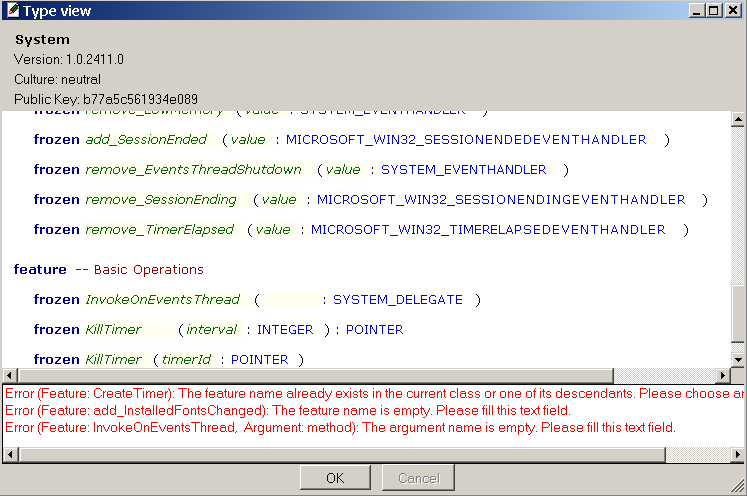 Type view
System
Version: 1.0.2411.0
Culture: neutral
Public Key: b77a5c561934e089
frozen remove_LowMemory ( value : SYSTEM_EVENTHANDLER )
frozen add_SessionEnded ( value : MICROSOFT_WIN32_SESSIONENDEDEVENTHANDLER )
frozen remove_EventsThreadShutdown ( value : SYSTEM_EVENTHANDLER )
frozen remove_SessionEnding ( value : MICROSOFT_WIN32_SESSIONENDINGEVENTHANDLER )
frozen remove_TimerElapsed ( value : MICROSOFT_WIN32_TIMERELAPSEDEVENTHANDLER )
feature -- Basic Operations
frozen InvokeOnEventsThread ( : SYSTEM_DELEGATE )
frozen KillTimer ( interval : INTEGER ) : POINTER
frozen KillTimer ( timerId : POINTER )
Error (Feature: CreateTimer): The feature name already exists in the current class or one of its descendants. Please choose
Error (Feature: add_InstalledFontsChanged): The feature name is empty. Please fill this text field.
Error (Feature: InvokeOnEventsThread, Argument: method): The argument name is empty. Please fill this text field.
OK
Cancel